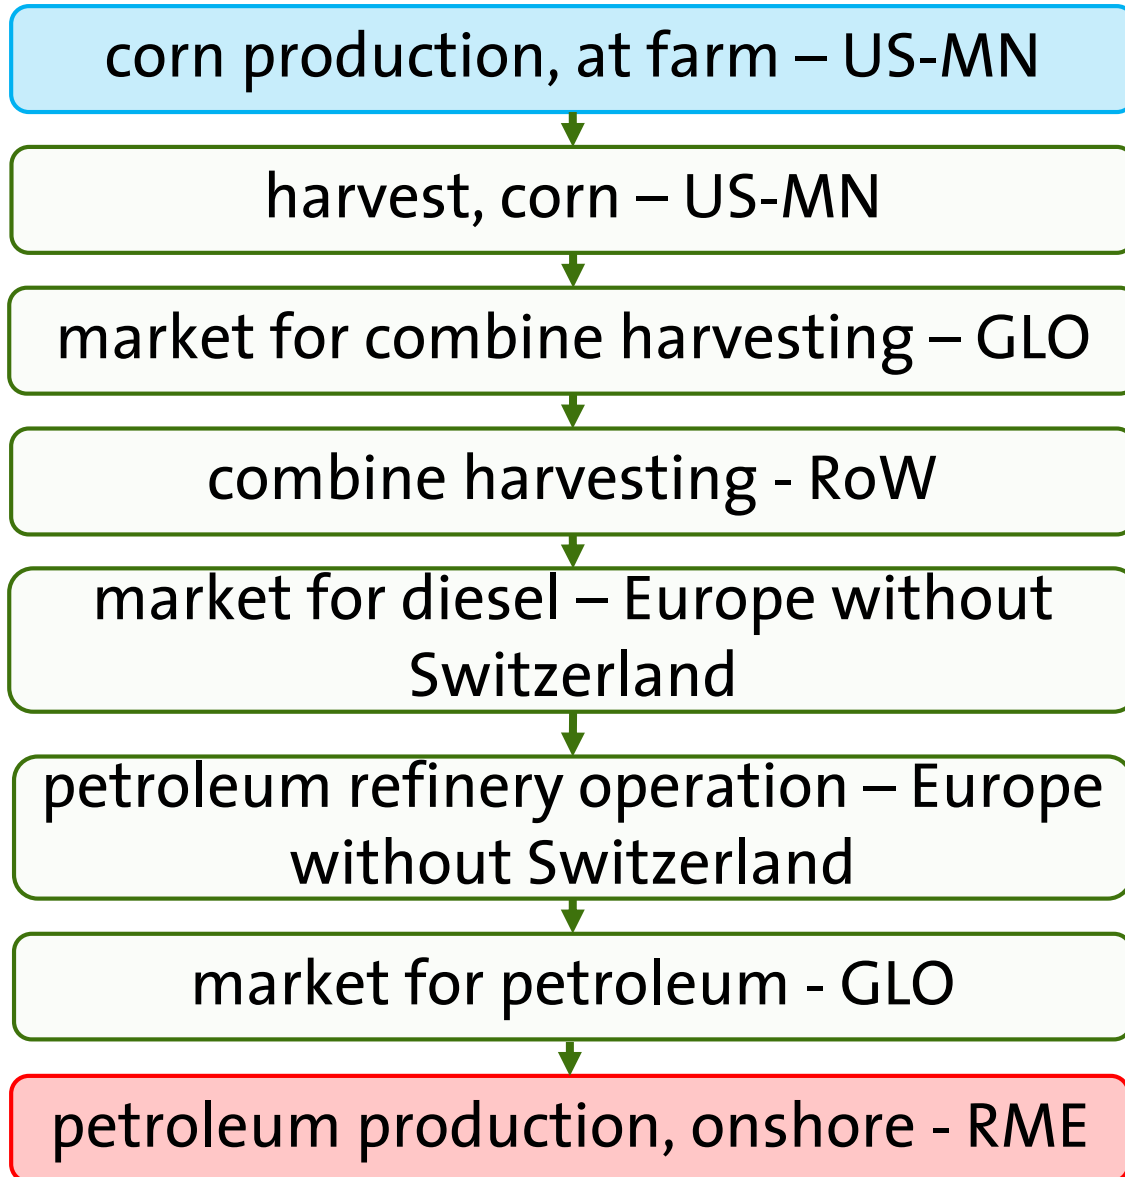 corn production, at farm – US-MN
harvest, corn – US-MN
market for combine harvesting – GLO
combine harvesting - RoW
market for diesel – Europe without
Switzerland
petroleum refinery operation – Europe
without Switzerland
market for petroleum - GLO
petroleum production, onshore - RME